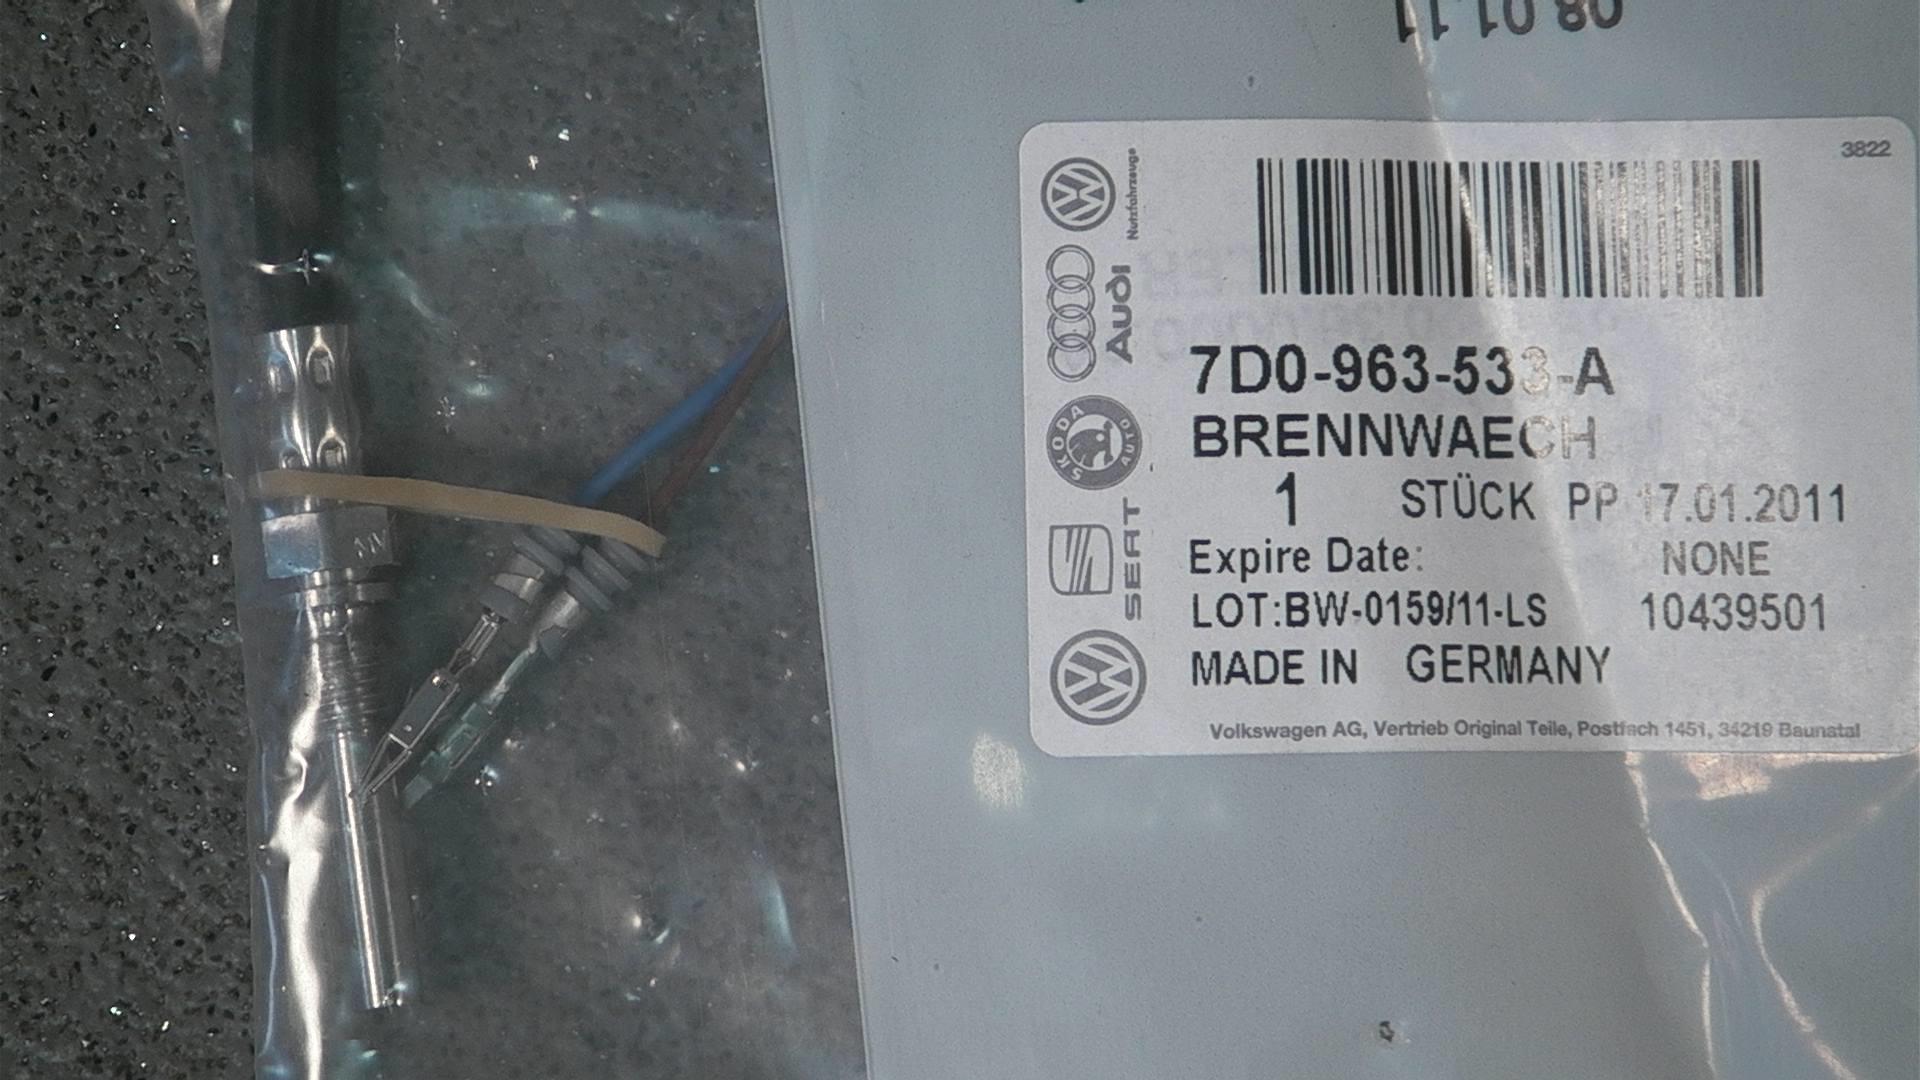 08.01.11
3822
Nutzfahrzeuge
Audi
SKODA AUTO
SEAT
7D0-963-533-A
BRENNWAECH
1 STÜCK PP 17.01.2011
Expire Date: NONE
LOT:BW-0159/11-LS 10439501
MADE IN GERMANY
Volkswagen AG, Vertrieb Original Teile, Postfach 1451, 34219 Baunatal